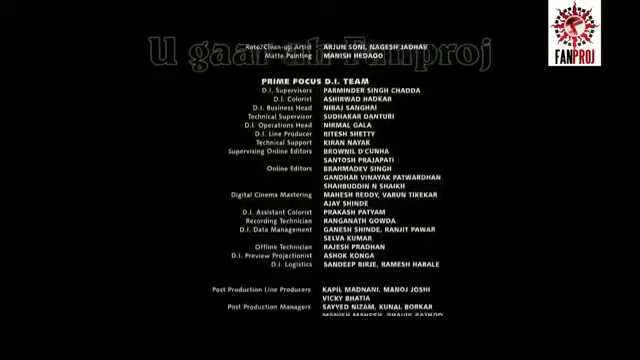 Roto/Clean-up Artist ARJUN SONI, NAGESH JADHAV
Matte Painting MANISH HEDAOO
FANPROJ
PRIME FOCUS D.I. TEAM
D.I. Supervisors PARMINDER SINGH CHADDA
D.I. Colorist ASHIRWAD HADKAR
D.I. Business Head NIRAJ SANGHAI
Technical Supervisor SUDHAKAR DANTURI
D.I. Operations Head NIRMAL GALA
D.I. Line Producer RITESH SHETTY
Technical Support KIRAN NAYAK
Supervising Online Editors BROWNIL D'CUNHA
SANTOSH PRAJAPATI
Online Editors BRAHMADEV SINGH
GANDHAR VINAYAK PATWARDHAN
SHAHBUDDIN N SHAIKH
Digital Cinema Mastering MAHESH REDDY, VARUN TIKEKAR
AJAY SHINDE
D.I. Assistant Colorist PRAKASH PATYAM
Recording Technician RANGANATH GOWDA
D.I. Data Management GANESH SHINDE, RANJIT PAWAR
SELVA KUMAR
Offline Technician RAJESH PRADHAN
D.I. Preview Projectionist ASHOK KONGA
D.I. Logistics SANDEEP BIRJE, RAMESH HABALE
Post Production Line Producers KAPIL MADNANI, MANOJ JOSHI
VICKY BHATIA
Post Production Managers SAYYED NIZAM, KUNAL BORKAR